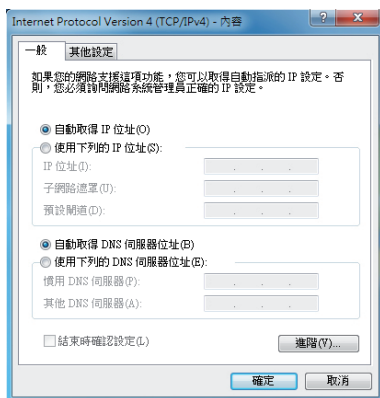 Internet Protocol Version 4 (TCP/IPv4) - 內容
一般 其他設定
如果您的網路支援這項功能，您可以取得自動指派的 IP 設定。否
則，您必須詢問網路系統管理員正確的 IP 設定。
自動取得 IP 位址(O)
使用下列的 IP 位址(S):
IP 位址(I):
子網路遮罩(U):
預設閘道(D):
自動取得 DNS 伺服器位址(B)
使用下列的 DNS 伺服器位址(E):
慣用 DNS 伺服器(P):
其他 DNS 伺服器(A):
結束時確認設定(L)
進階(V)...
確定 取消